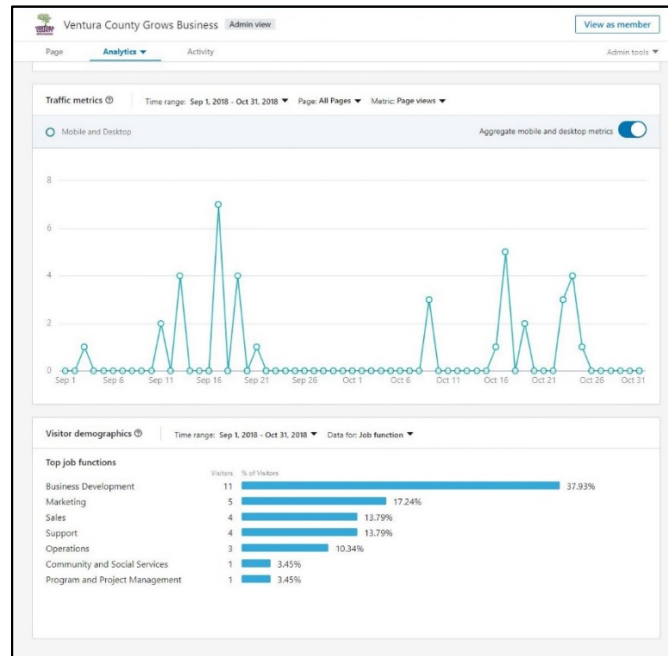 Ventura County Grows Business Admin view View as member
Page Analytics Activity Admin tools
Traffic metrics Time range: Sep 1, 2018 - Oct 31, 2018 Page: All Pages Metric: Page views
Mobile and Desktop Aggregate mobile and desktop metrics
8
6
4
2
0
Sep 1 Sep 6 Sep 11 Sep 16 Sep 21 Sep 26 Oct 1 Oct 6 Oct 11 Oct 16 Oct 21 Oct 26 Oct 31
Visitor demographics Time range: Sep 1, 2018 - Oct 31, 2018 Data for: Job function
Top job functions
Visitors % of Visitors
Business Development 11 37.93%
Marketing 5 17.24%
Sales 4 13.79%
Support 4 13.79%
Operations 3 10.34%
Community and Social Services 1 3.45%
Program and Project Management 1 3.45%